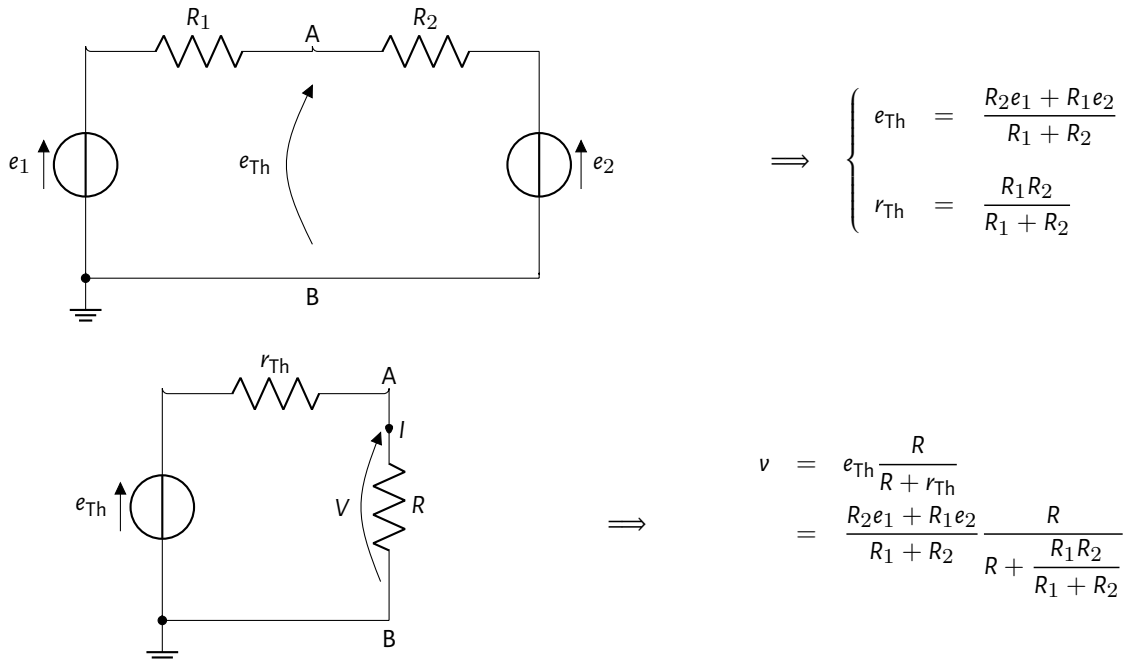 R1 A R2
e1 eTh e2
B
⟹ { eTh = (R2e1 + R1e2) / (R1 + R2)
rTh = R1R2 / (R1 + R2)
rTh A
I
eTh V R
B
⟹ v = eTh R / (R + rTh)
= (R2e1 + R1e2) / (R1 + R2) R / (R + R1R2 / (R1 + R2))